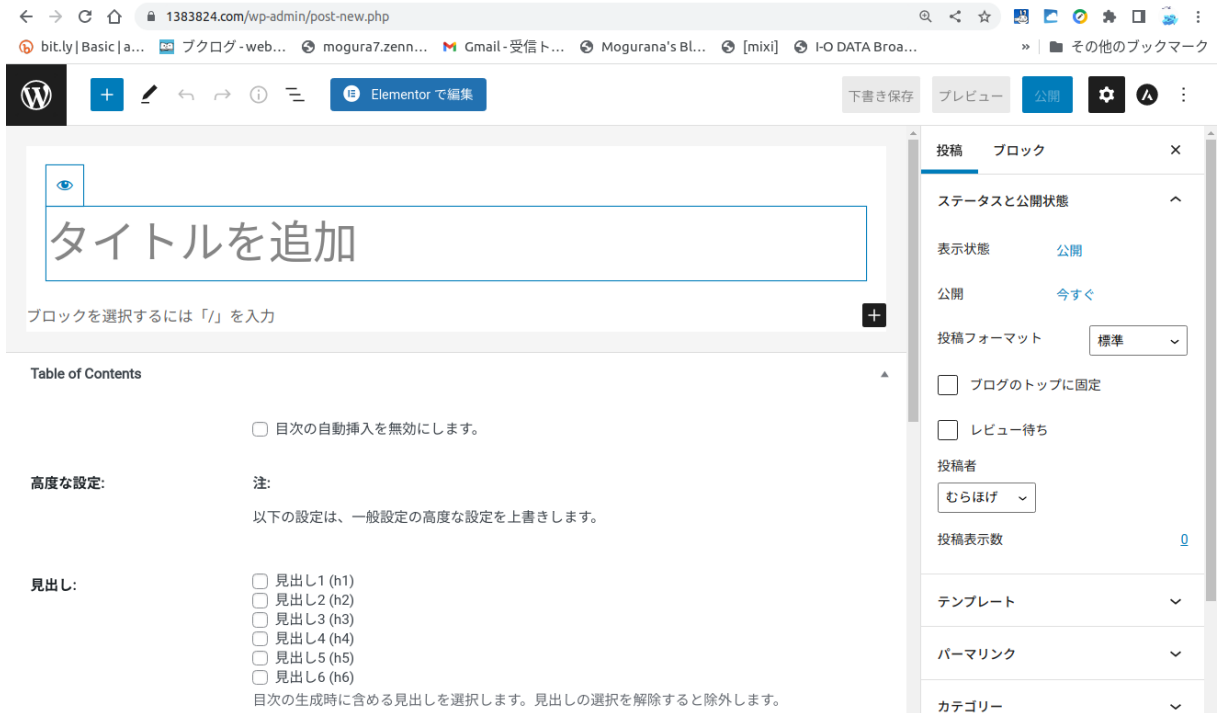 1383824.com/wp-admin/post-new.php
bit.ly|Basic|a... ブクログ-web... mogura7.zenn... Gmail-受信ト... Mogurana's Bl... [mixi] I-O DATA Broa... » その他のブックマーク
Elementor で編集 下書き保存 プレビュー 公開
投稿 ブロック
タイトルを追加
ブロックを選択するには「/」を入力
Table of Contents
目次の自動挿入を無効にします。
高度な設定: 注:
以下の設定は、一般設定の高度な設定を上書きします。
見出し: 見出し1 (h1)
見出し2 (h2)
見出し3 (h3)
見出し4 (h4)
見出し5 (h5)
見出し6 (h6)
目次の生成時に含める見出しを選択します。見出しの選択を解除すると除外します。
ステータスと公開状態
表示状態 公開
公開 今すぐ
投稿フォーマット 標準
ブログのトップに固定
レビュー待ち
投稿者
むらほげ
投稿表示数 0
テンプレート
パーマリンク
カテゴリー